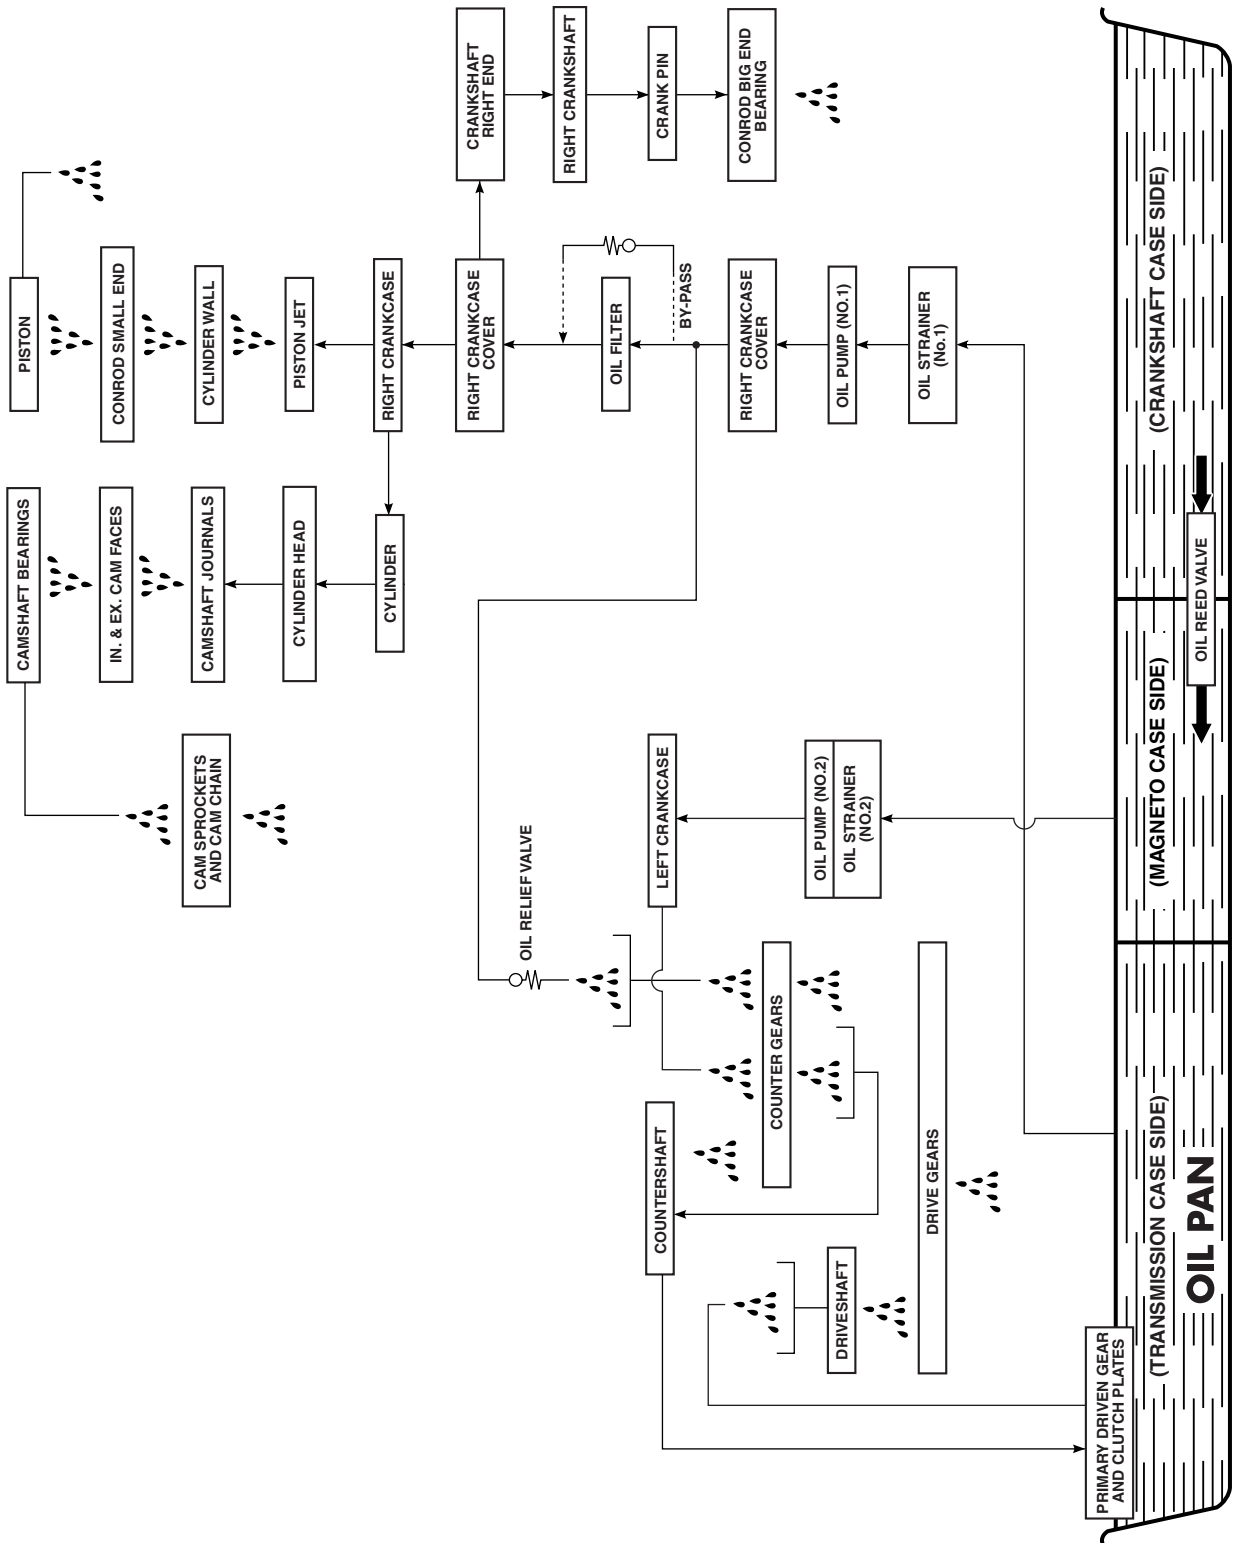 PISTON
CONROD SMALL END
CYLINDER WALL
PISTON JET
RIGHT CRANKCASE
RIGHT CRANKCASE
COVER
CRANKSHAFT
RIGHT END
RIGHT CRANKSHAFT
CRANK PIN
CONROD BIG END
BEARING
OIL FILTER
BY-PASS
RIGHT CRANKCASE
COVER
OIL PUMP (NO.1)
OIL STRAINER
(No.1)
CAMSHAFT BEARINGS
IN. & EX. CAM FACES
CAMSHAFT JOURNALS
CYLINDER HEAD
CYLINDER
CAM SPROCKETS
AND CAM CHAIN
OIL RELIEF VALVE
LEFT CRANKCASE
OIL PUMP (NO.2)
OIL STRAINER
(NO.2)
COUNTER GEARS
COUNTERSHAFT
DRIVE GEARS
DRIVESHAFT
PRIMARY DRIVEN GEAR
AND CLUTCH PLATES
(TRANSMISSION CASE SIDE)
(MAGNETO CASE SIDE)
(CRANKSHAFT CASE SIDE)
OIL PAN
OIL REED VALVE